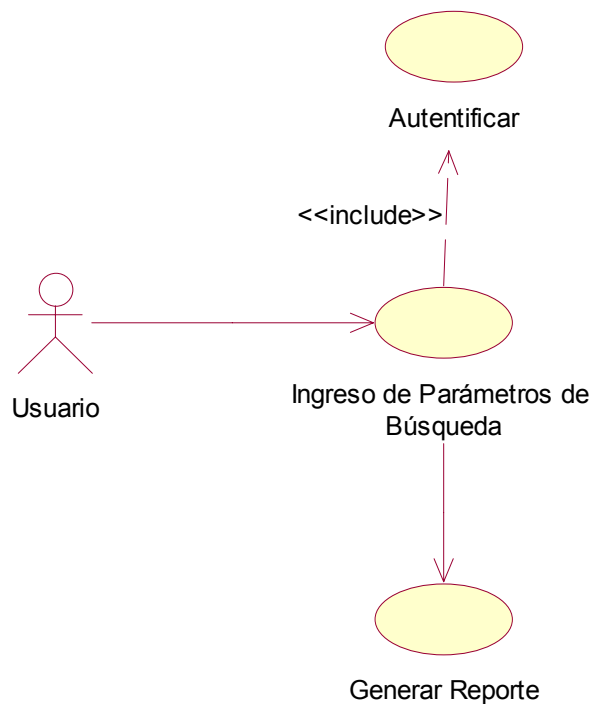 Autentificar
<<include>>
Usuario
Ingreso de Parámetros de
Búsqueda
Generar Reporte